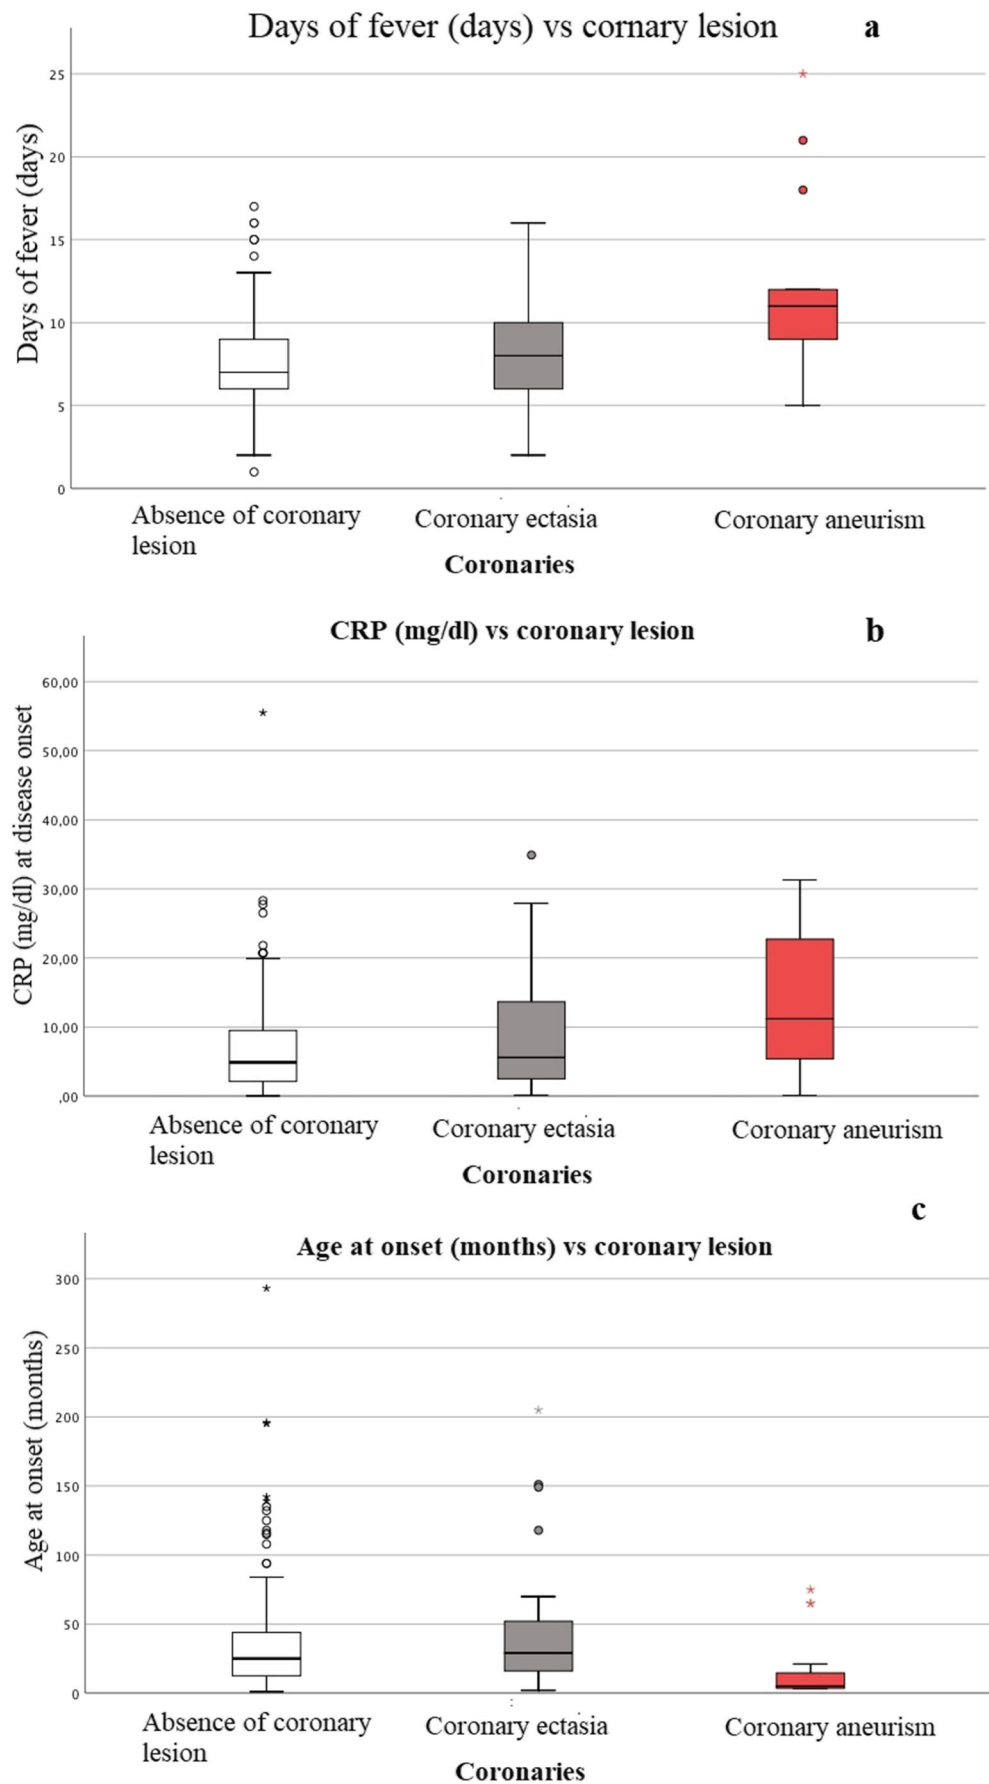 Days of fever (days) vs cornary lesion
a
Days of fever (days)
25
20
15
10
5
0
Absence of coronary
lesion
Coronary ectasia
Coronary aneurism
Coronaries
CRP (mg/dl) vs coronary lesion
b
CRP (mg/dl) at disease onset
60,00
50,00
40,00
30,00
20,00
10,00
,00
Absence of coronary
lesion
Coronary ectasia
Coronary aneurism
Coronaries
c
Age at onset (months) vs coronary lesion
Age at onset (months)
300
250
200
150
100
50
0
Absence of coronary
lesion
Coronary ectasia
Coronary aneurism
Coronaries